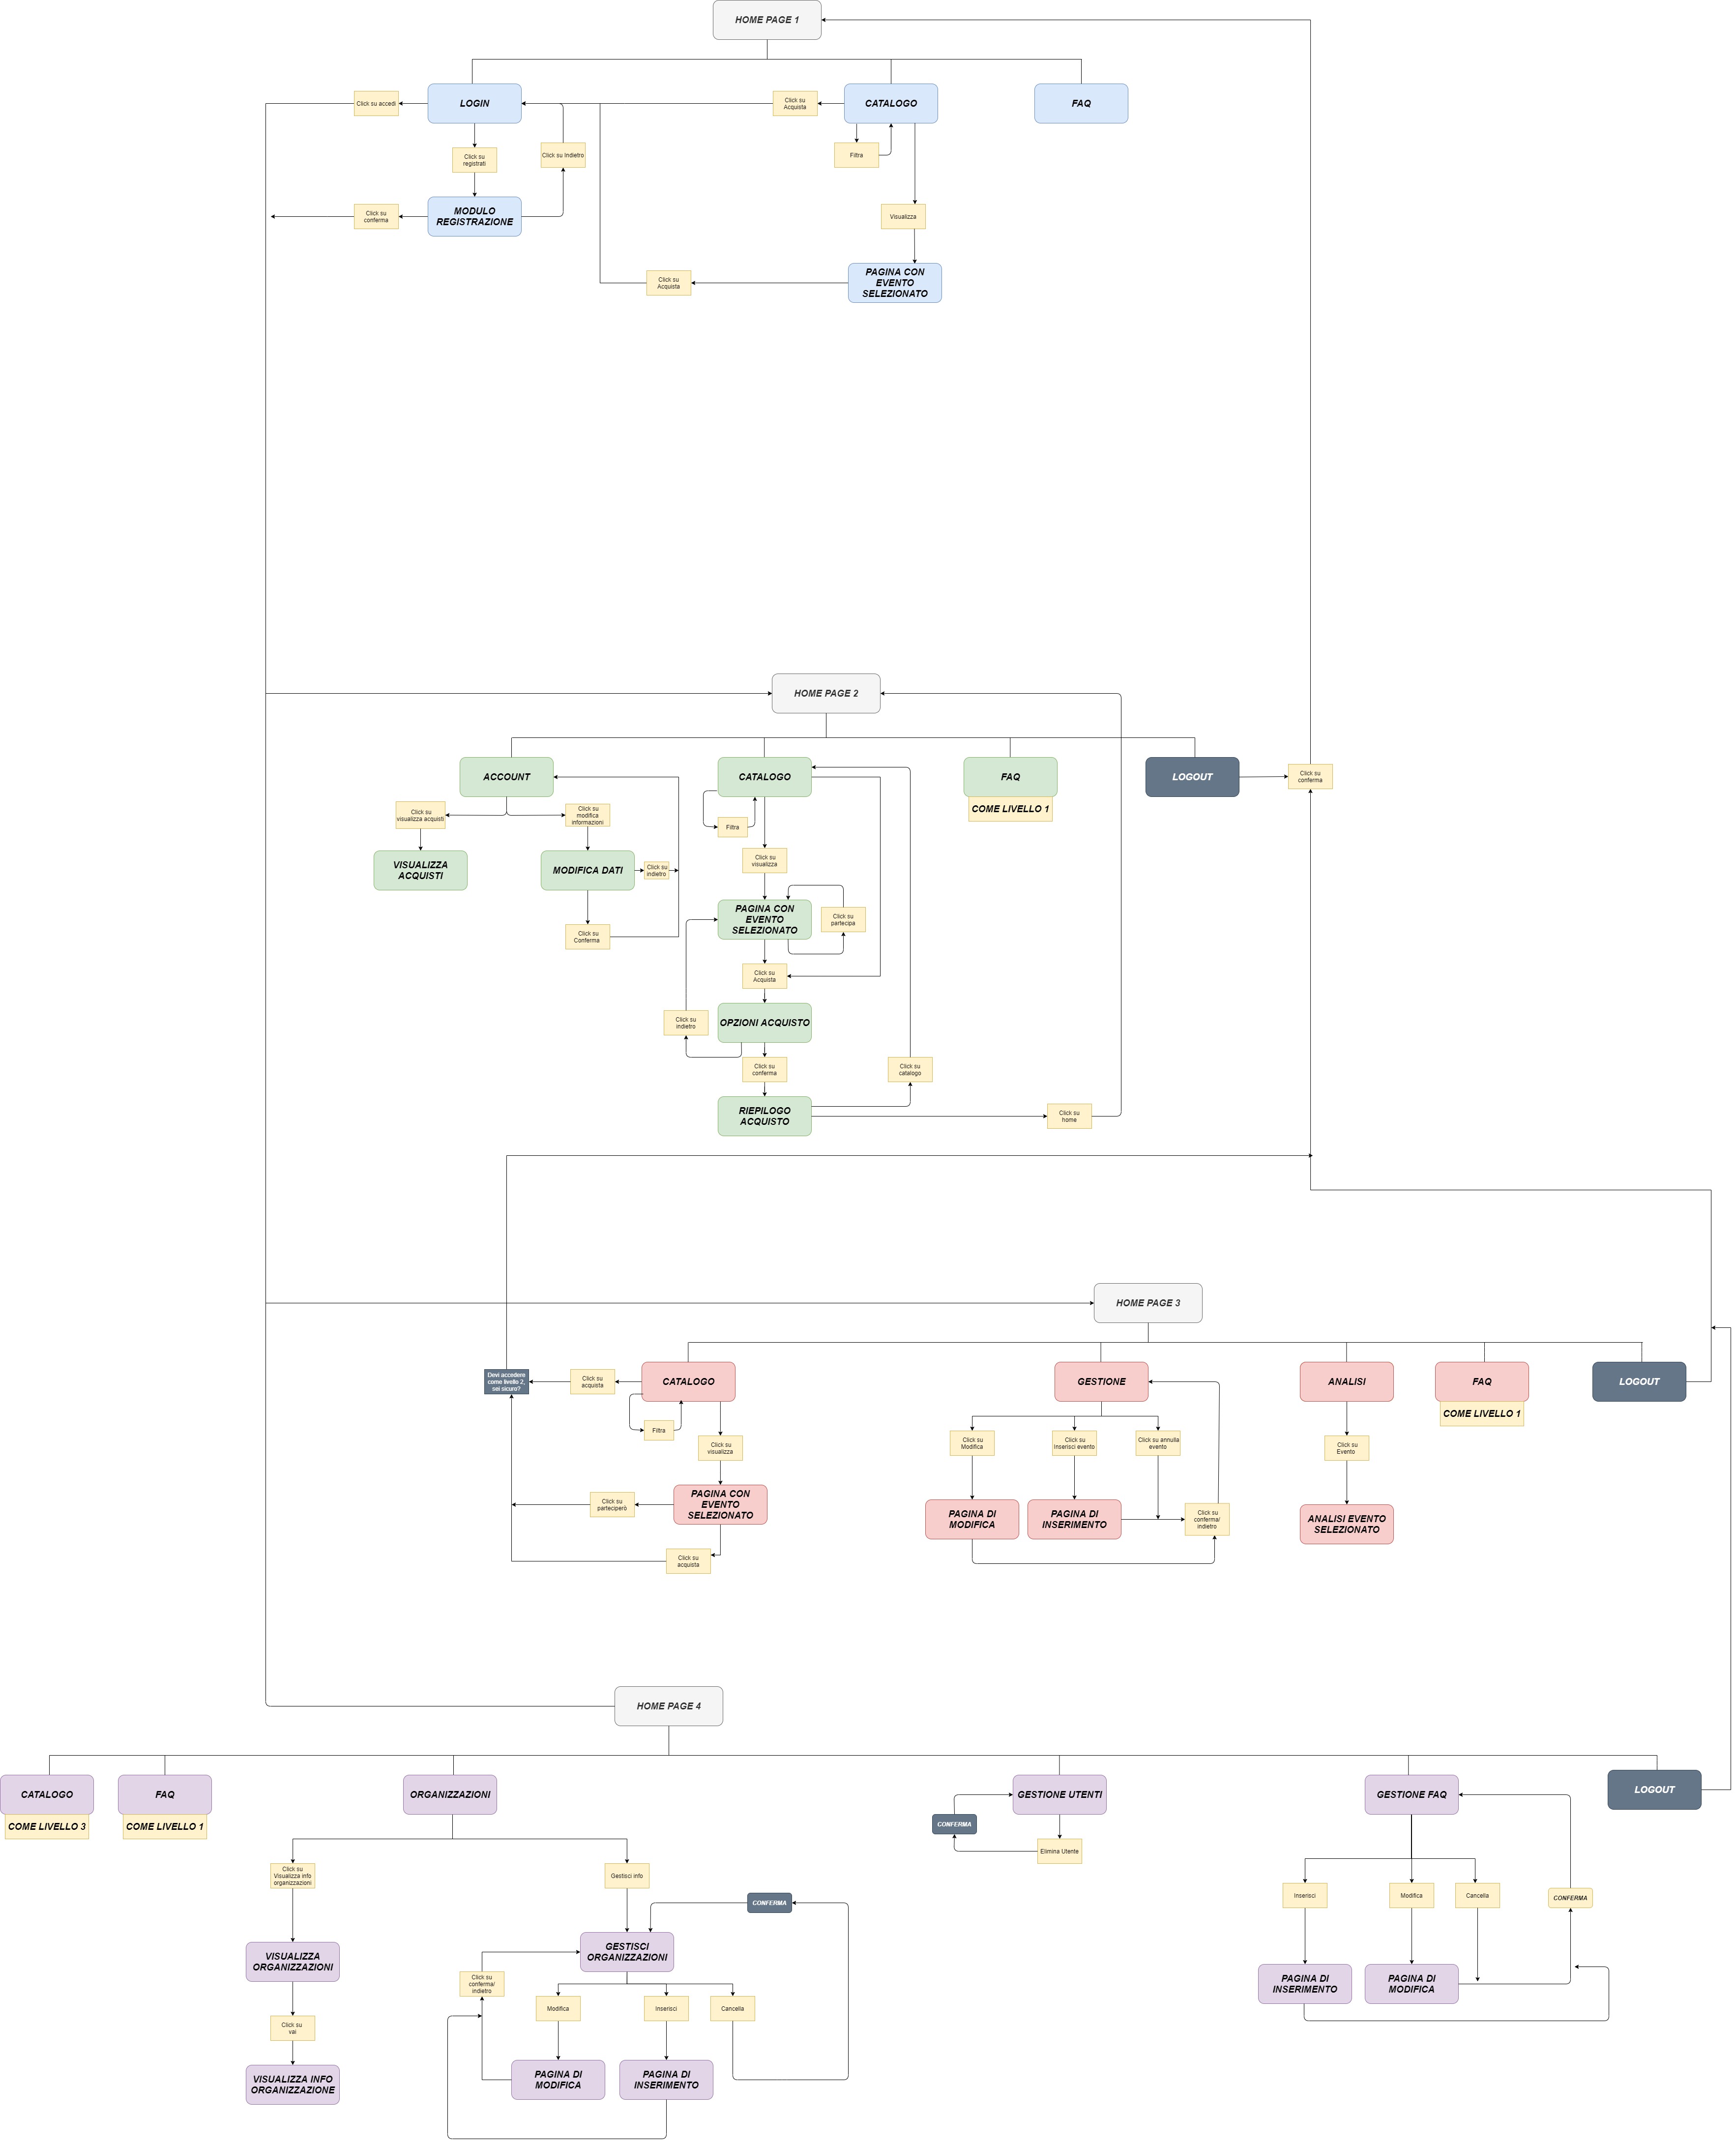 HOME PAGE 1
Click su accedi
LOGIN
Click su
Acquista
CATALOGO
FAQ
Click su
registrati
Click su Indietro
Filtra
Click su
conferma
MODULO
REGISTRAZIONE
Visualizza
Click su
Acquista
PAGINA CON
EVENTO
SELEZIONATO
HOME PAGE 2
ACCOUNT
CATALOGO
FAQ
COME LIVELLO 1
LOGOUT
Click su
conferma
Click su
visualizza acquisti
Click su
modifica
informazioni
Filtra
VISUALIZZA
ACQUISTI
MODIFICA DATI
Click su
indietro
Click su
visualizza
Click su
Conferma
PAGINA CON
EVENTO
SELEZIONATO
Click su
partecipa
Click su
Acquista
Click su
indietro
OPZIONI ACQUISTO
Click su
conferma
Click su
catalogo
RIEPILOGO
ACQUISTO
Click su
home
HOME PAGE 3
Devi accedere
come livello 2,
sei sicuro?
Click su
acquista
CATALOGO
GESTIONE
ANALISI
FAQ
COME LIVELLO 1
LOGOUT
Filtra
Click su
visualizza
Click su
Modifica
Click su
Inserisci evento
Click su annulla
evento
Click su
Evento
Click su
parteciperò
PAGINA CON
EVENTO
SELEZIONATO
PAGINA DI
MODIFICA
PAGINA DI
INSERIMENTO
Click su
conferma/
indietro
ANALISI EVENTO
SELEZIONATO
Click su
acquista
HOME PAGE 4
CATALOGO
COME LIVELLO 3
FAQ
COME LIVELLO 1
ORGANIZZAZIONI
GESTIONE UTENTI
GESTIONE FAQ
LOGOUT
CONFERMA
Elimina Utente
Click su
Visualizza info
organizzazioni
Gestisci info
CONFERMA
Inserisci
Modifica
Cancella
CONFERMA
VISUALIZZA
ORGANIZZAZIONI
GESTISCI
ORGANIZZAZIONI
Click su
conferma/
indietro
PAGINA DI
INSERIMENTO
PAGINA DI
MODIFICA
Click su
vai
Modifica
Inserisci
Cancella
VISUALIZZA INFO
ORGANIZZAZIONE
PAGINA DI
MODIFICA
PAGINA DI
INSERIMENTO